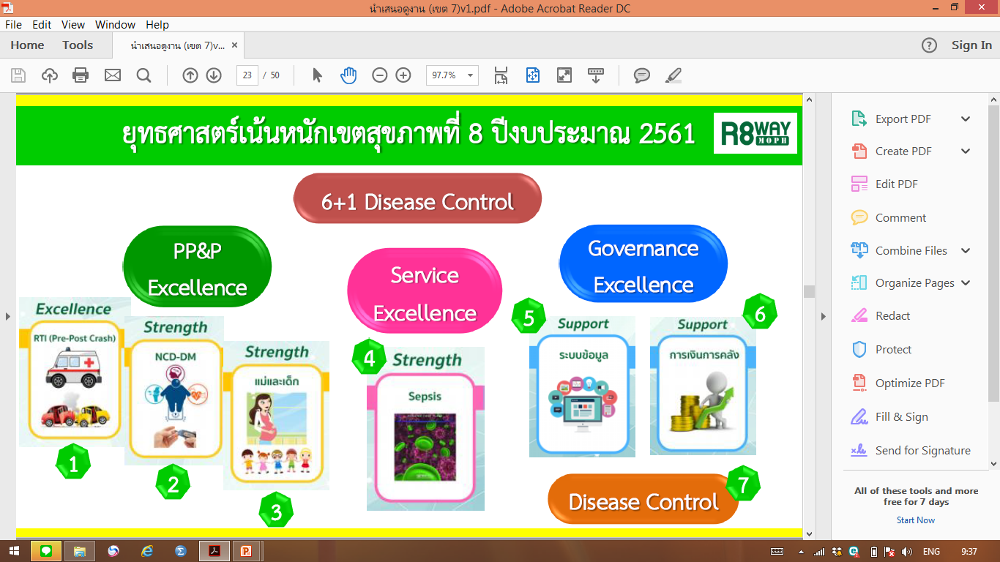 นำเสนอดูงาน (เขต 7)v1.pdf - Adobe Acrobat Reader DC
File Edit View Window Help
Home Tools นำเสนอดูงาน (เขต 7)v... × Sign In
23 / 50 97.7%
ยุทธศาสตร์เน้นหนักเขตสุขภาพที่ 8 ปีงบประมาณ 2561
R8WAY
MOPH
6+1 Disease Control
PP&P
Excellence
Service
Excellence
Governance
Excellence
Excellence
RTI (Pre-Post Crash)
1
Strength
NCD-DM
2
Strength
แม่และเด็ก
3
4
Strength
Sepsis
5
Support
ระบบข้อมูล
6
Support
การเงินการคลัง
7
Disease Control
Export PDF
Create PDF
Edit PDF
Comment
Combine Files
Organize Pages
Redact
Protect
Optimize PDF
Fill & Sign
Send for Signature
All of these tools and more
free for 7 days
Start Now
ENG 9:37